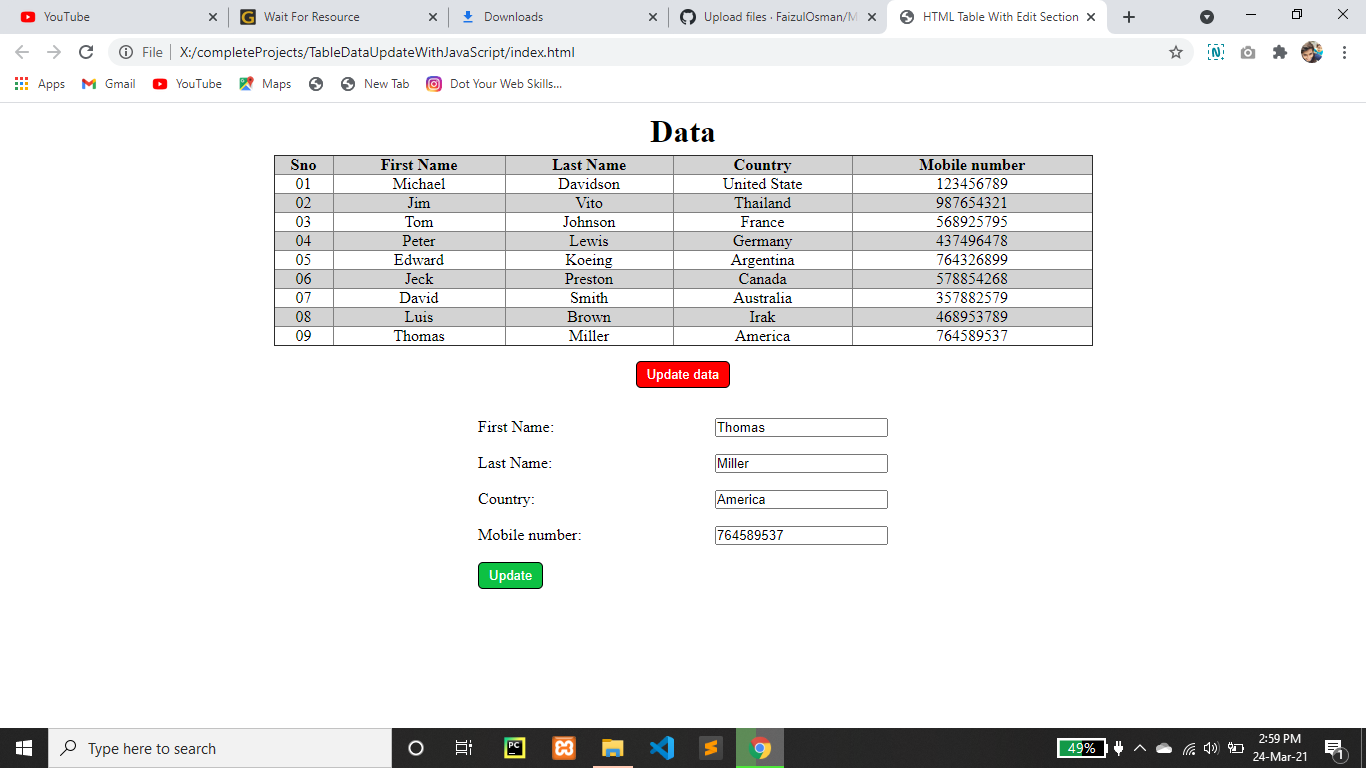 YouTube Wait For Resource Downloads Upload files · FaizulOsman/M HTML Table With Edit Section
File X:/completeProjects/TableDataUpdateWithJavaScript/index.html
Apps Gmail YouTube Maps New Tab Dot Your Web Skills...
Data
Sno First Name Last Name Country Mobile number
01 Michael Davidson United State 123456789
02 Jim Vito Thailand 987654321
03 Tom Johnson France 568925795
04 Peter Lewis Germany 437496478
05 Edward Koeing Argentina 764326899
06 Jeck Preston Canada 578854268
07 David Smith Australia 357882579
08 Luis Brown Irak 468953789
09 Thomas Miller America 764589537
Update data
First Name: Thomas
Last Name: Miller
Country: America
Mobile number: 764589537
Update
Type here to search PC 49% 2:59 PM
24-Mar-21 1